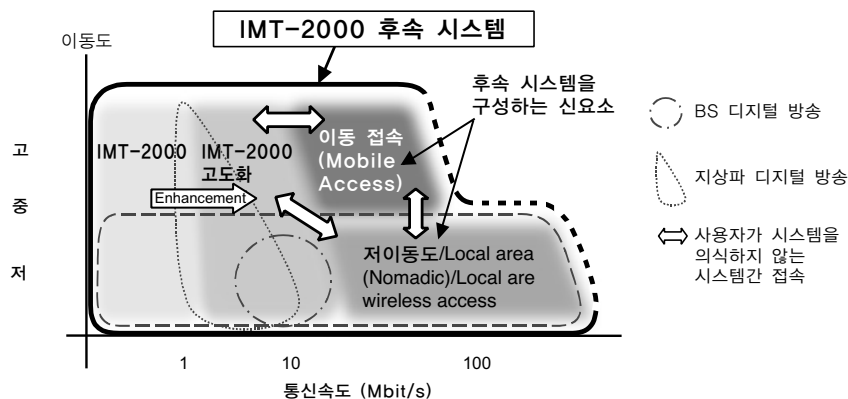 IMT-2000 후속 시스템
이동도
후속 시스템을
구성하는 신요소
BS 디지털 방송
고
IMT-2000
IMT-2000
고도화
이동 접속
(Mobile
Access)
지상파 디지털 방송
Enhancement
중
사용자가 시스템을
의식하지 않는
시스템간 접속
저
저이동도/Local area
(Nomadic)/Local are
wireless access
1
10
100
통신속도 (Mbit/s)